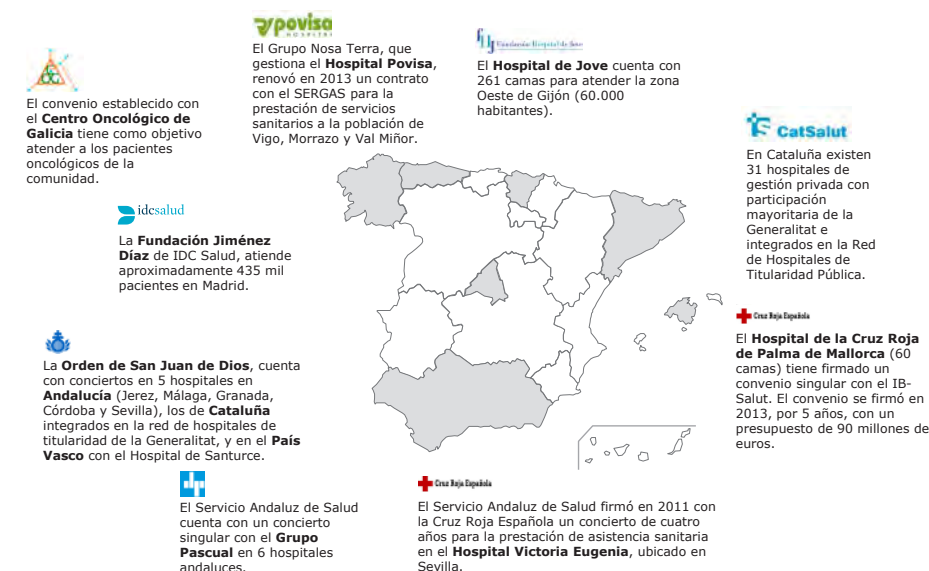 povisa
HOSPITAL
El Grupo Nosa Terra, que
gestiona el Hospital Povisa,
renovó en 2013 un contrato
con el SERGAS para la
prestación de servicios
sanitarios a la población de
Vigo, Morrazo y Val Miñor.
Fundación Hospital de Jove
El Hospital de Jove cuenta con
261 camas para atender la zona
Oeste de Gijón (60.000
habitantes).
El convenio establecido con
el Centro Oncológico de
Galicia tiene como objetivo
atender a los pacientes
oncológicos de la
comunidad.
CatSalut
En Cataluña existen
31 hospitales de
gestión privada con
participación
mayoritaria de la
Generalitat e
integrados en la Red
de Hospitales de
Titularidad Pública.
idcsalud
La Fundación Jiménez
Díaz de IDC Salud, atiende
aproximadamente 435 mil
pacientes en Madrid.
Cruz Roja Española
El Hospital de la Cruz Roja
de Palma de Mallorca (60
camas) tiene firmado un
convenio singular con el IB-
Salut. El convenio se firmó en
2013, por 5 años, con un
presupuesto de 90 millones de
euros.
La Orden de San Juan de Dios, cuenta
con conciertos en 5 hospitales en
Andalucía (Jerez, Málaga, Granada,
Córdoba y Sevilla), los de Cataluña
integrados en la red de hospitales de
titularidad de la Generalitat, y en el País
Vasco con el Hospital de Santurce.
El Servicio Andaluz de Salud
cuenta con un concierto
singular con el Grupo
Pascual en 6 hospitales
andaluces.
Cruz Roja Española
El Servicio Andaluz de Salud firmó en 2011 con
la Cruz Roja Española un concierto de cuatro
años para la prestación de asistencia sanitaria
en el Hospital Victoria Eugenia, ubicado en
Sevilla.